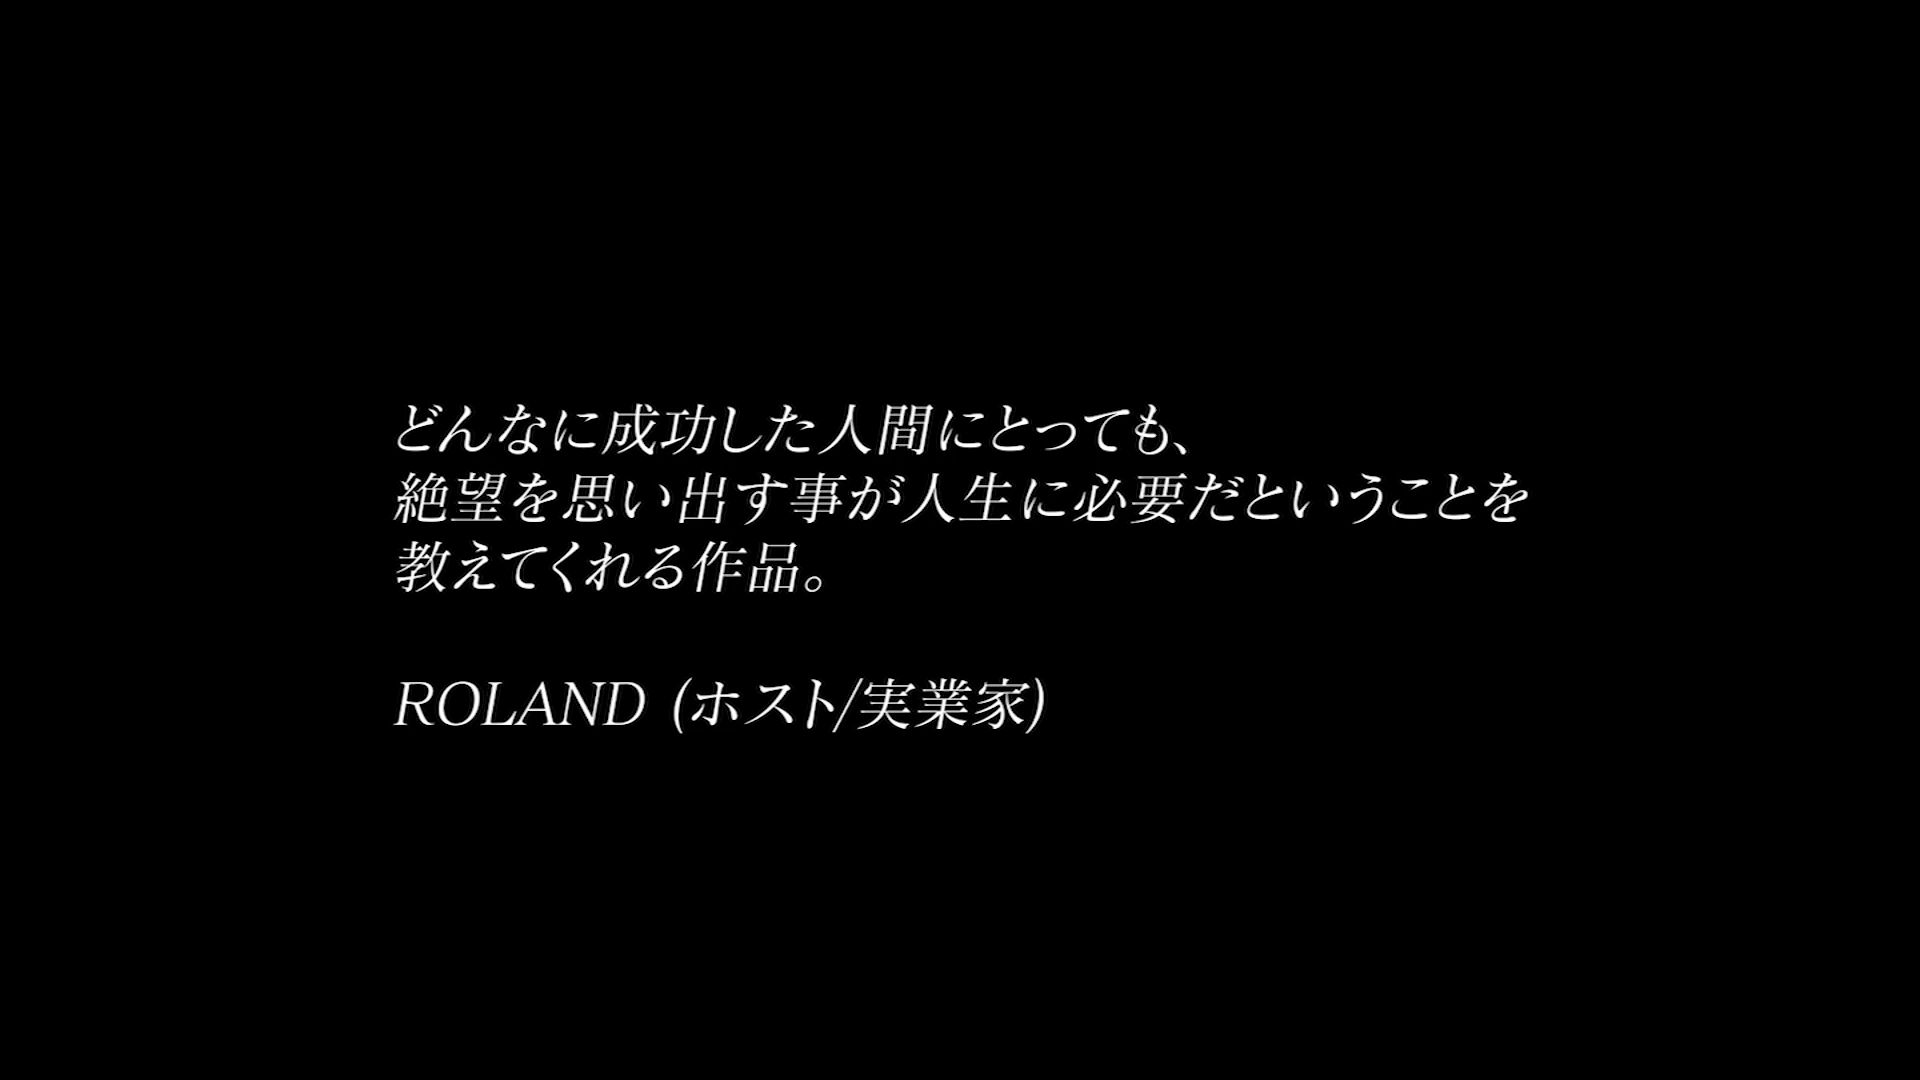 どんなに成功した人間にとっても、
絶望を思い出す事が人生に必要だということを
教えてくれる作品。
ROLAND (ホスト/実業家)